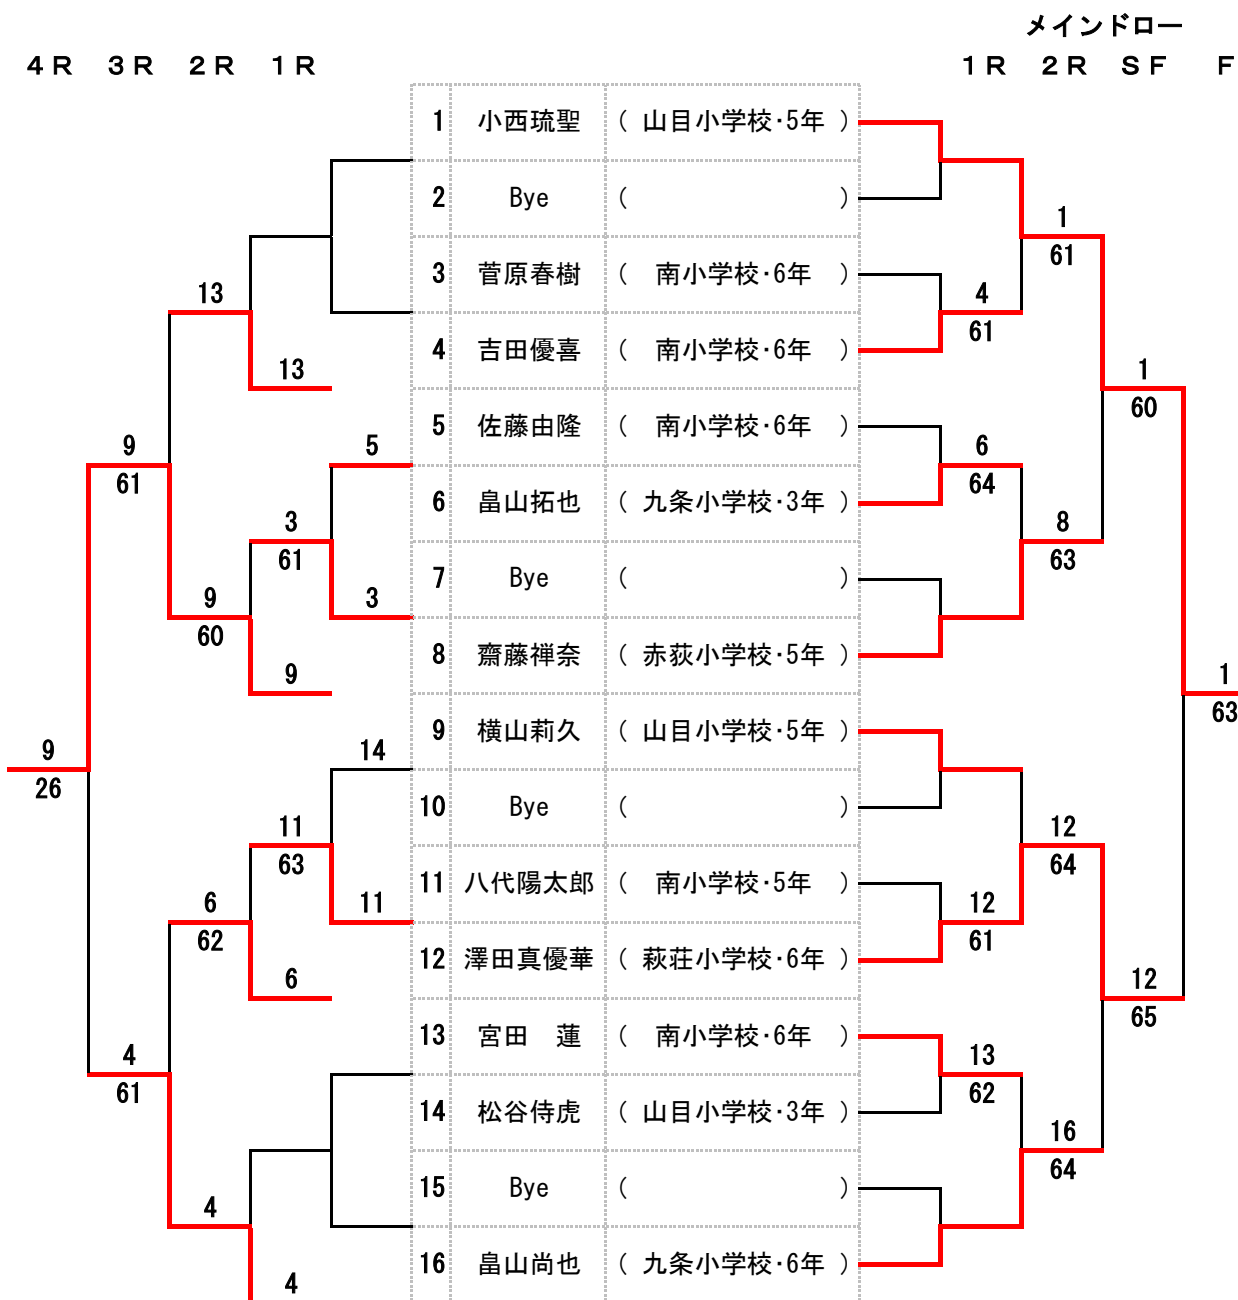 メインドロー
4R 3R 2R 1R 1R 2R SF F
1 小西琉聖 ( 山目小学校・5年 )
2 Bye ( )
1
61
3 菅原春樹 ( 南小学校・6年 )
13 4
61
4 吉田優喜 ( 南小学校・6年 )
13 1
60
5 佐藤由隆 ( 南小学校・6年 )
9 5 6
61 64
6 畠山拓也 ( 九条小学校・3年 )
3 8
61 63
7 Bye ( )
9 3
60
8 齋藤禅奈 ( 赤荻小学校・5年 )
9 1
63
9 横山莉久 ( 山目小学校・5年 )
9 14
26
10 Bye ( )
11 12
63 64
11 八代陽太郎 ( 南小学校・5年 )
6 11 12
62 61
12 澤田真優華 ( 萩荘小学校・6年 )
6 12
65
13 宮田 蓮 ( 南小学校・6年 )
4 13
61 62
14 松谷侍虎 ( 山目小学校・3年 )
16
64
15 Bye ( )
4
16 畠山尚也 ( 九条小学校・6年 )
4